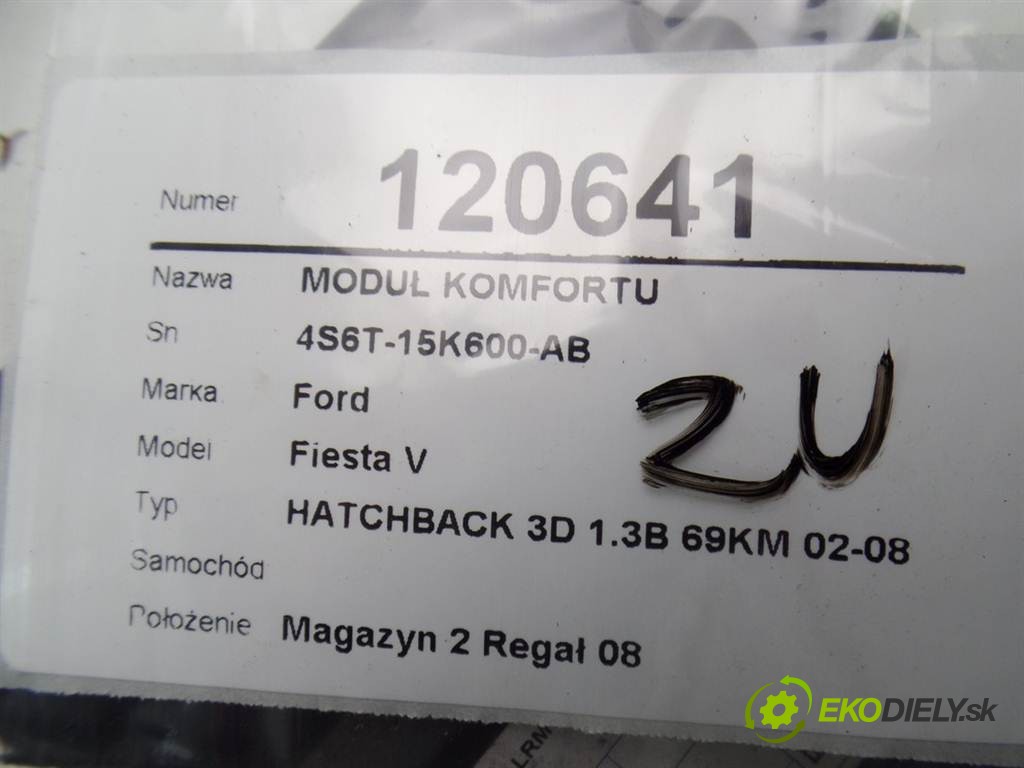 Numer 120641
Nazwa MODUŁ KOMFORTU
Sn 4S6T-15K600-AB
Marka Ford
Model Fiesta V
ZU
Typ HATCHBACK 3D 1.3B 69KM 02-08
Samochód
Położenie Magazyn 2 Regał 08
EKODIELY.sk